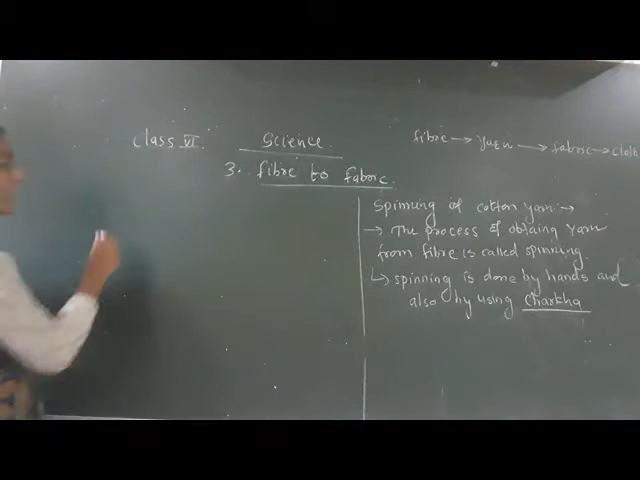 Class VI
Science
fibre → yarn → fabric → cloth
3. fibre to fabric
Spinning of cotton yarn →
→ The process of obtaing yarn
from fibre is called spinning.
↳ spinning is done by hands and
also by using Charkha